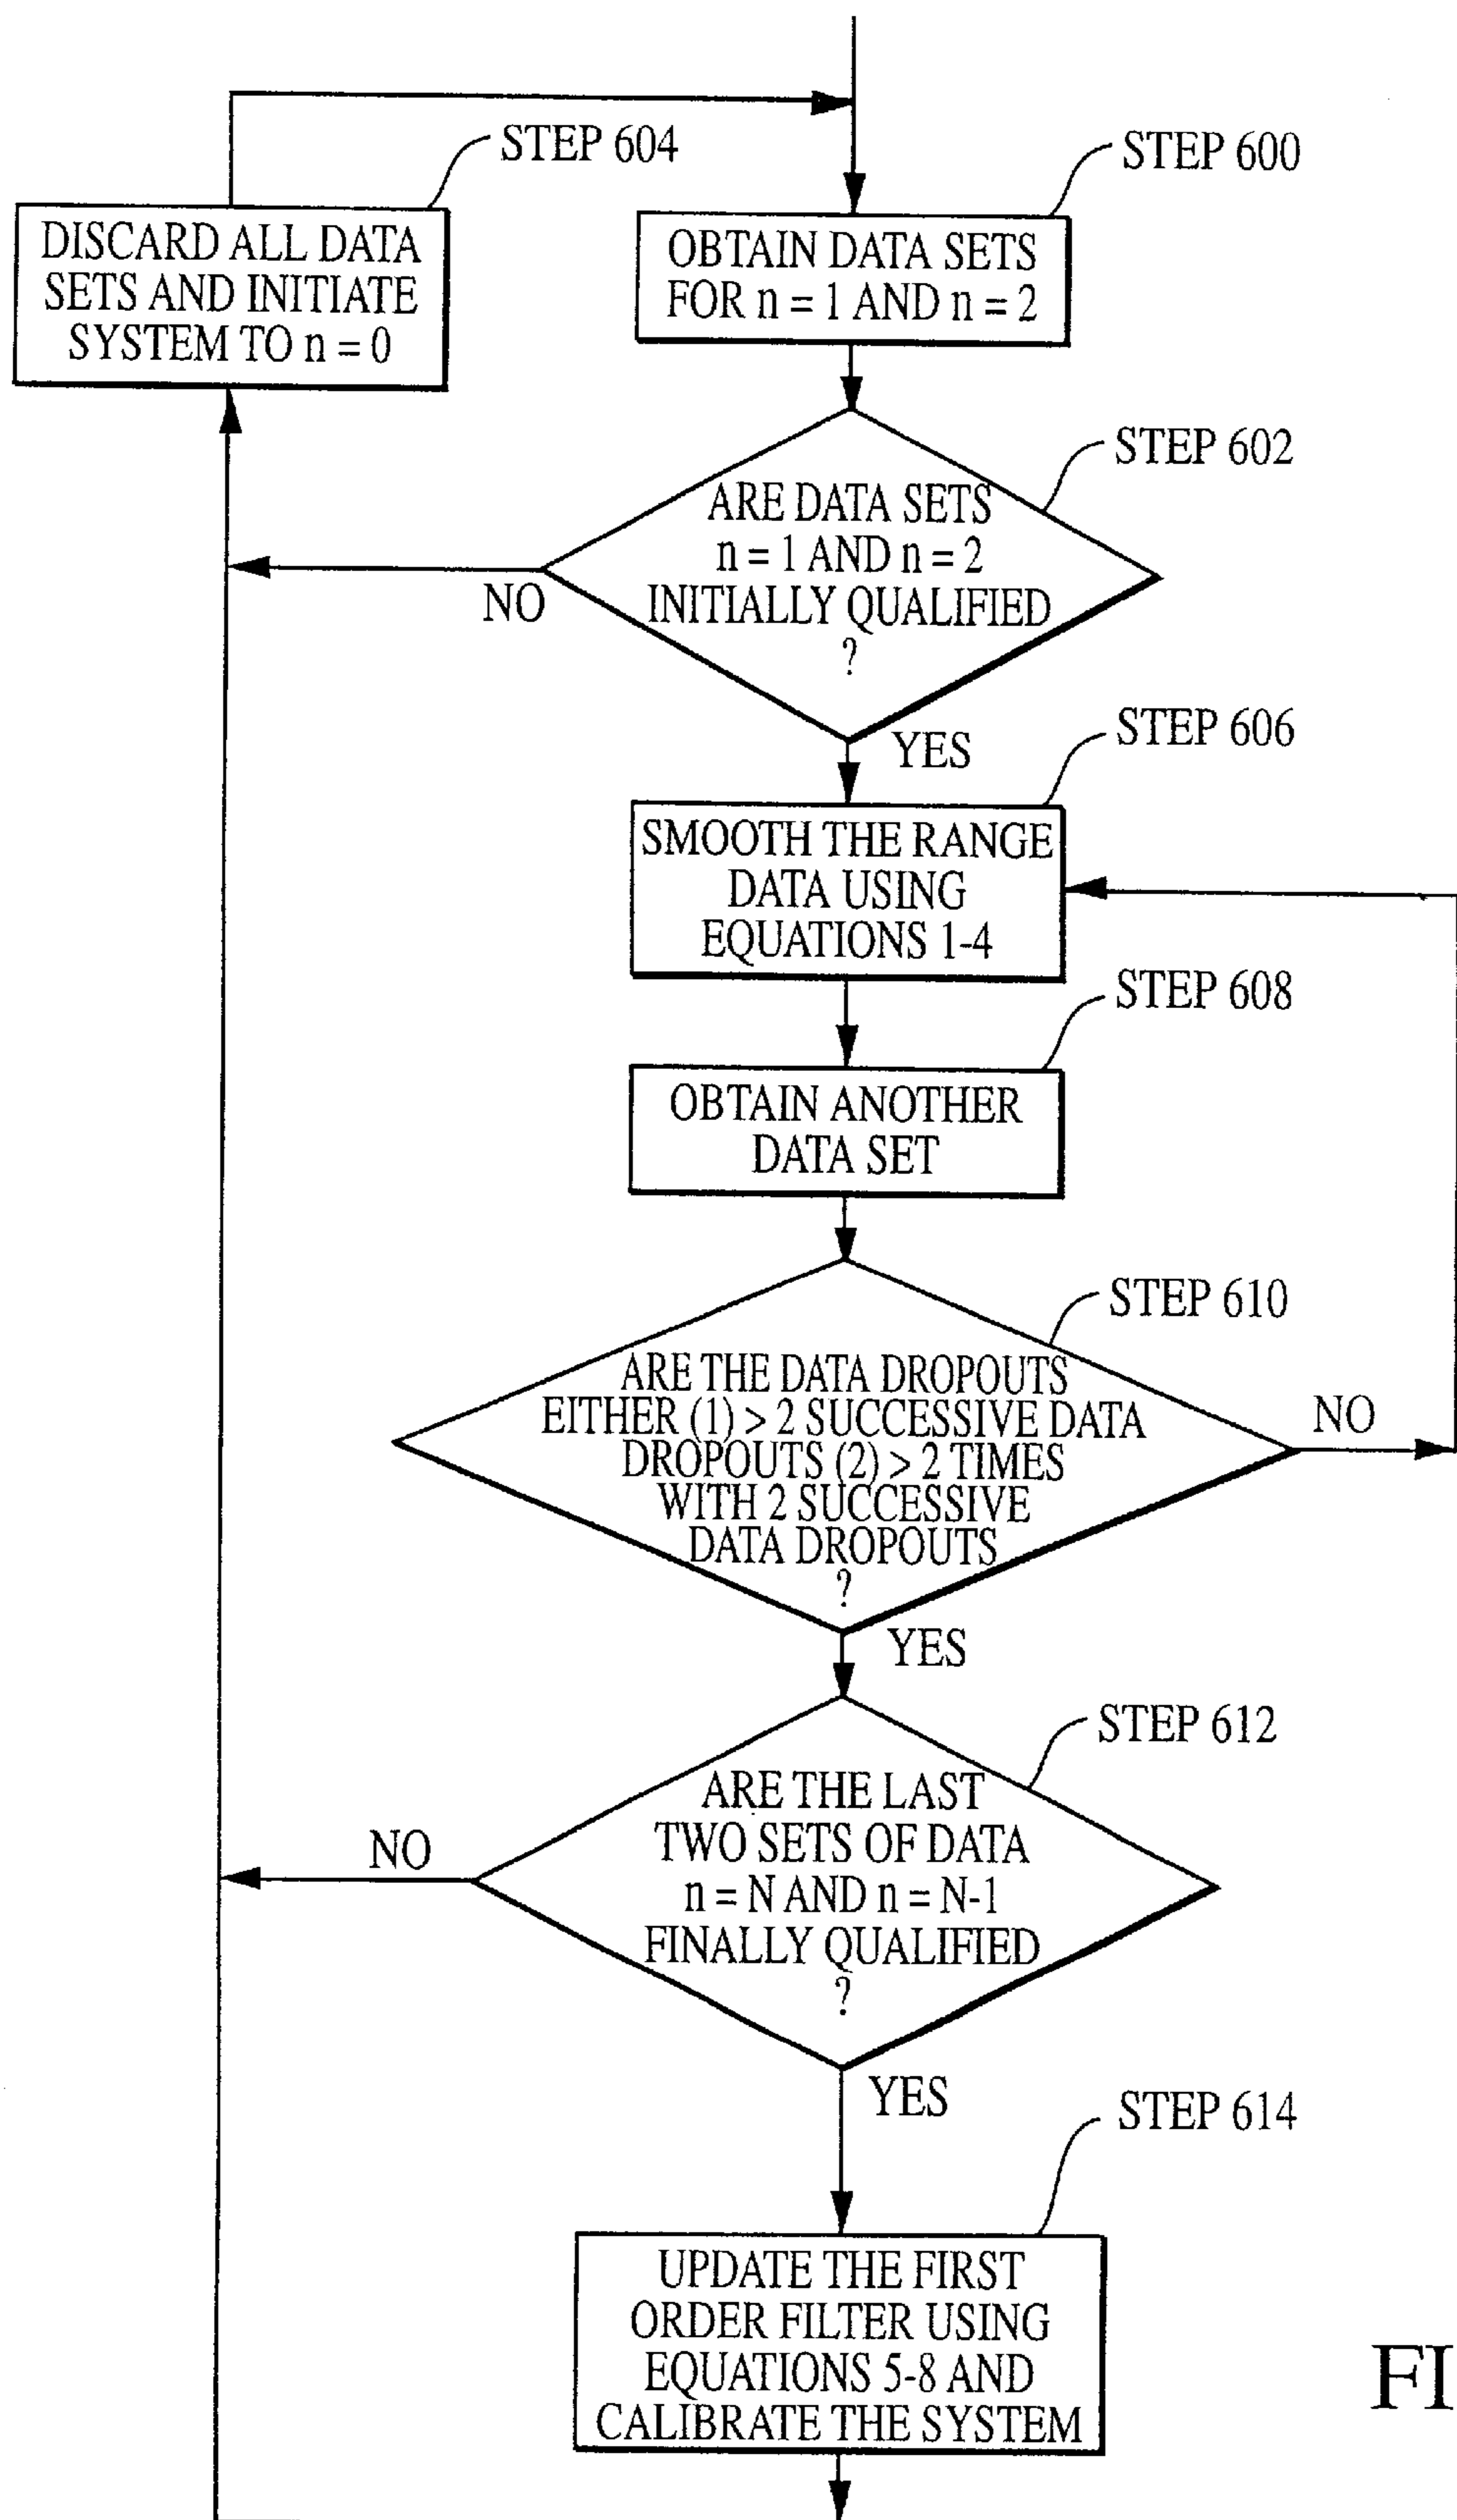 STEP 604
DISCARD ALL DATA
SETS AND INITIATE
SYSTEM TO n = 0
STEP 600
OBTAIN DATA SETS
FOR n = 1 AND n = 2
STEP 602
ARE DATA SETS
n = 1 AND n = 2
INITIALLY QUALIFIED
?
NO
YES
STEP 606
SMOOTH THE RANGE
DATA USING
EQUATIONS 1-4
STEP 608
OBTAIN ANOTHER
DATA SET
STEP 610
ARE THE DATA DROPOUTS
EITHER (1) > 2 SUCCESSIVE DATA
DROPOUTS (2) > 2 TIMES
WITH 2 SUCCESSIVE
DATA DROPOUTS
?
NO
YES
STEP 612
ARE THE LAST
TWO SETS OF DATA
n = N AND n = N-1
FINALLY QUALIFIED
?
NO
YES
STEP 614
UPDATE THE FIRST
ORDER FILTER USING
EQUATIONS 5-8 AND
CALIBRATE THE SYSTEM
FI